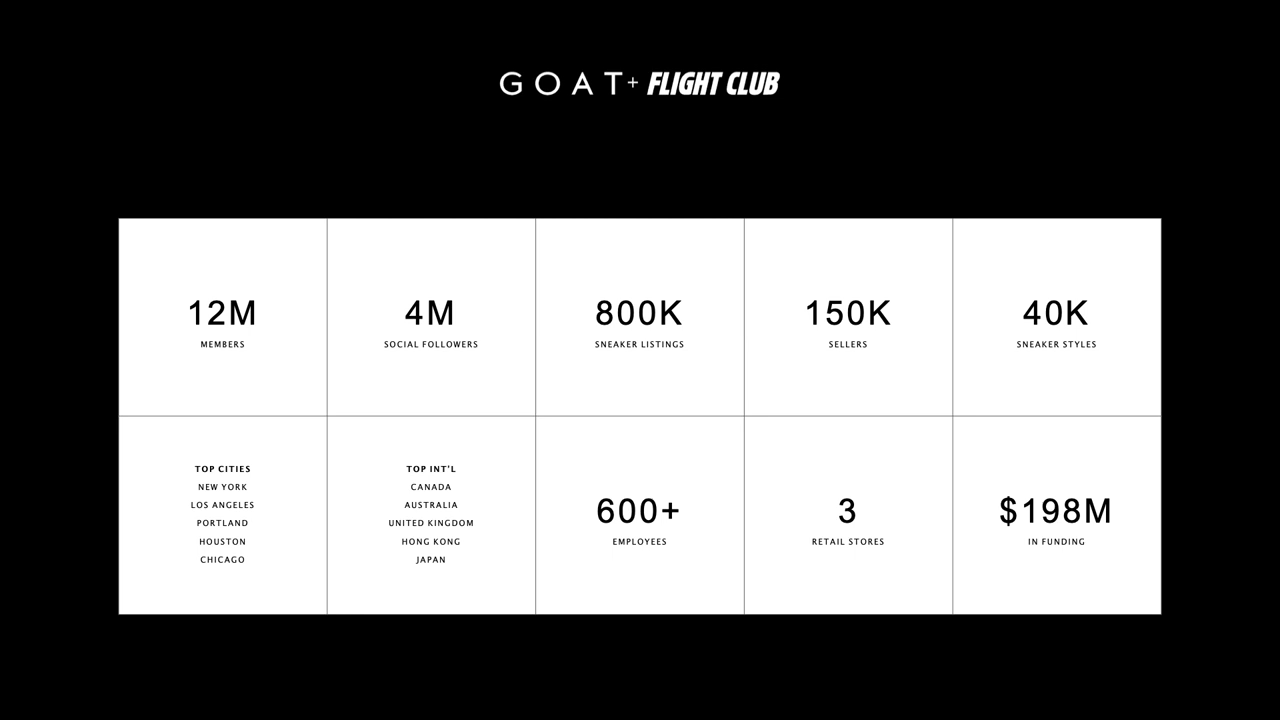 GOAT + FLIGHT CLUB
12M
MEMBERS
4M
SOCIAL FOLLOWERS
800K
SNEAKER LISTINGS
150K
SELLERS
40K
SNEAKER STYLES
TOP CITIES
NEW YORK
LOS ANGELES
PORTLAND
HOUSTON
CHICAGO
TOP INT'L
CANADA
AUSTRALIA
UNITED KINGDOM
HONG KONG
JAPAN
600+
EMPLOYEES
3
RETAIL STORES
$198M
IN FUNDING